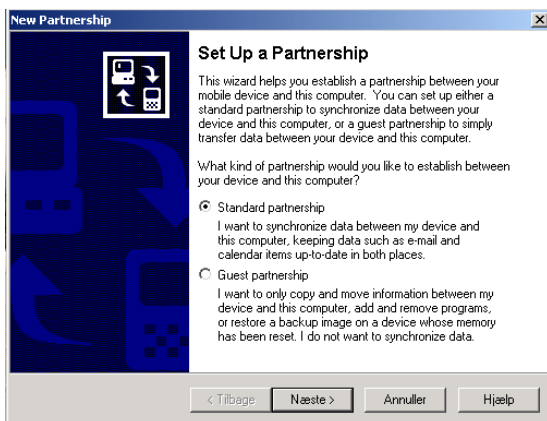 New Partnership
Set Up a Partnership
This wizard helps you establish a partnership between your
mobile device and this computer. You can set up either a
standard partnership to synchronize data between your
device and this computer, or a guest partnership to simply
transfer data between your device and this computer.
What kind of partnership would you like to establish between
your device and this computer?
Standard partnership
I want to synchronize data between my device and
this computer, keeping data such as e-mail and
calendar items up-to-date in both places.
Guest partnership
I want to only copy and move information between my
device and this computer, add and remove programs,
or restore a backup image on a device whose memory
has been reset. I do not want to synchronize data.
< Tilbage Næste > Annuller Hjælp